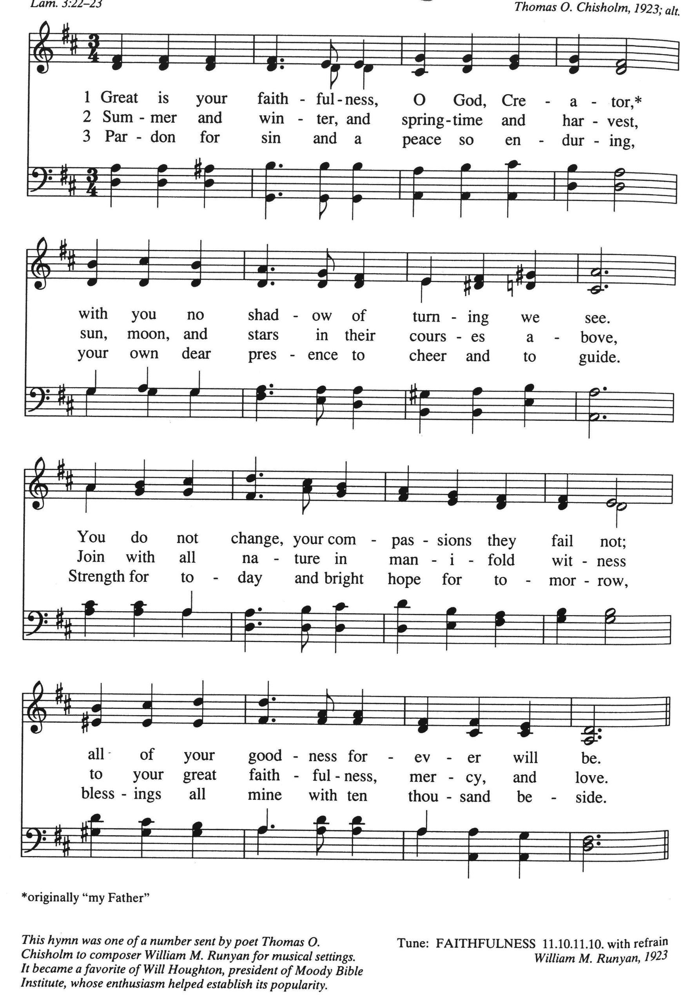 Lam. 3:22–23
Thomas O. Chisholm, 1923; alt.
1 Great is your faith - ful - ness, O God, Cre - a - tor,*
2 Sum - mer and win - ter, and spring - time and har - vest,
3 Par - don for sin and a peace so en - dur - ing,
with you no shad - ow of turn - ing we see.
sun, moon, and stars in their cours - es a - bove,
your own dear pres - ence to cheer and to guide.
You do not change, your com - pas - sions they fail not;
Join with all na - ture in man - i - fold wit - ness
Strength for to - day and bright hope for to - mor - row,
all of your good - ness for - ev - er will be.
to your great faith - ful - ness, mer - cy, and love.
bless - ings all mine with ten thou - sand be - side.
*originally “my Father”
This hymn was one of a number sent by poet Thomas O.
Chisholm to composer William M. Runyan for musical settings.
It became a favorite of Will Houghton, president of Moody Bible
Institute, whose enthusiasm helped establish its popularity.
Tune: FAITHFULNESS 11.10.11.10. with refrain
William M. Runyan, 1923